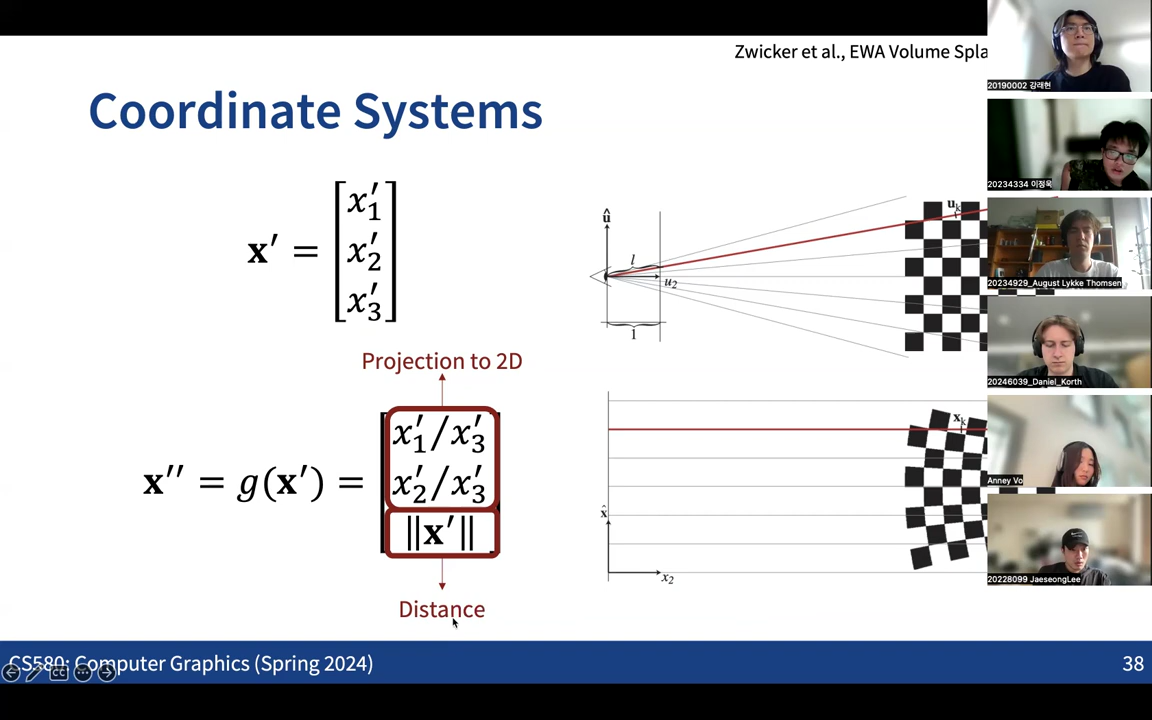 Zwicker et al., EWA Volume Spla
Coordinate Systems
x′ = [x′₁ x′₂ x′₃]
Projection to 2D
x′′ = g(x′) = [x′₁/x′₃ x′₂/x′₃ ‖x′‖]
Distance
û
l
u₂
1
uₖ
x̂
x₂
xₖ
CS580: Computer Graphics (Spring 2024)
38
20190002 강래현
20234334 이정욱
20234929_August Lykke Thomsen
20246039_Daniel_Korth
Anney Vo
20228099 JaeseongLee